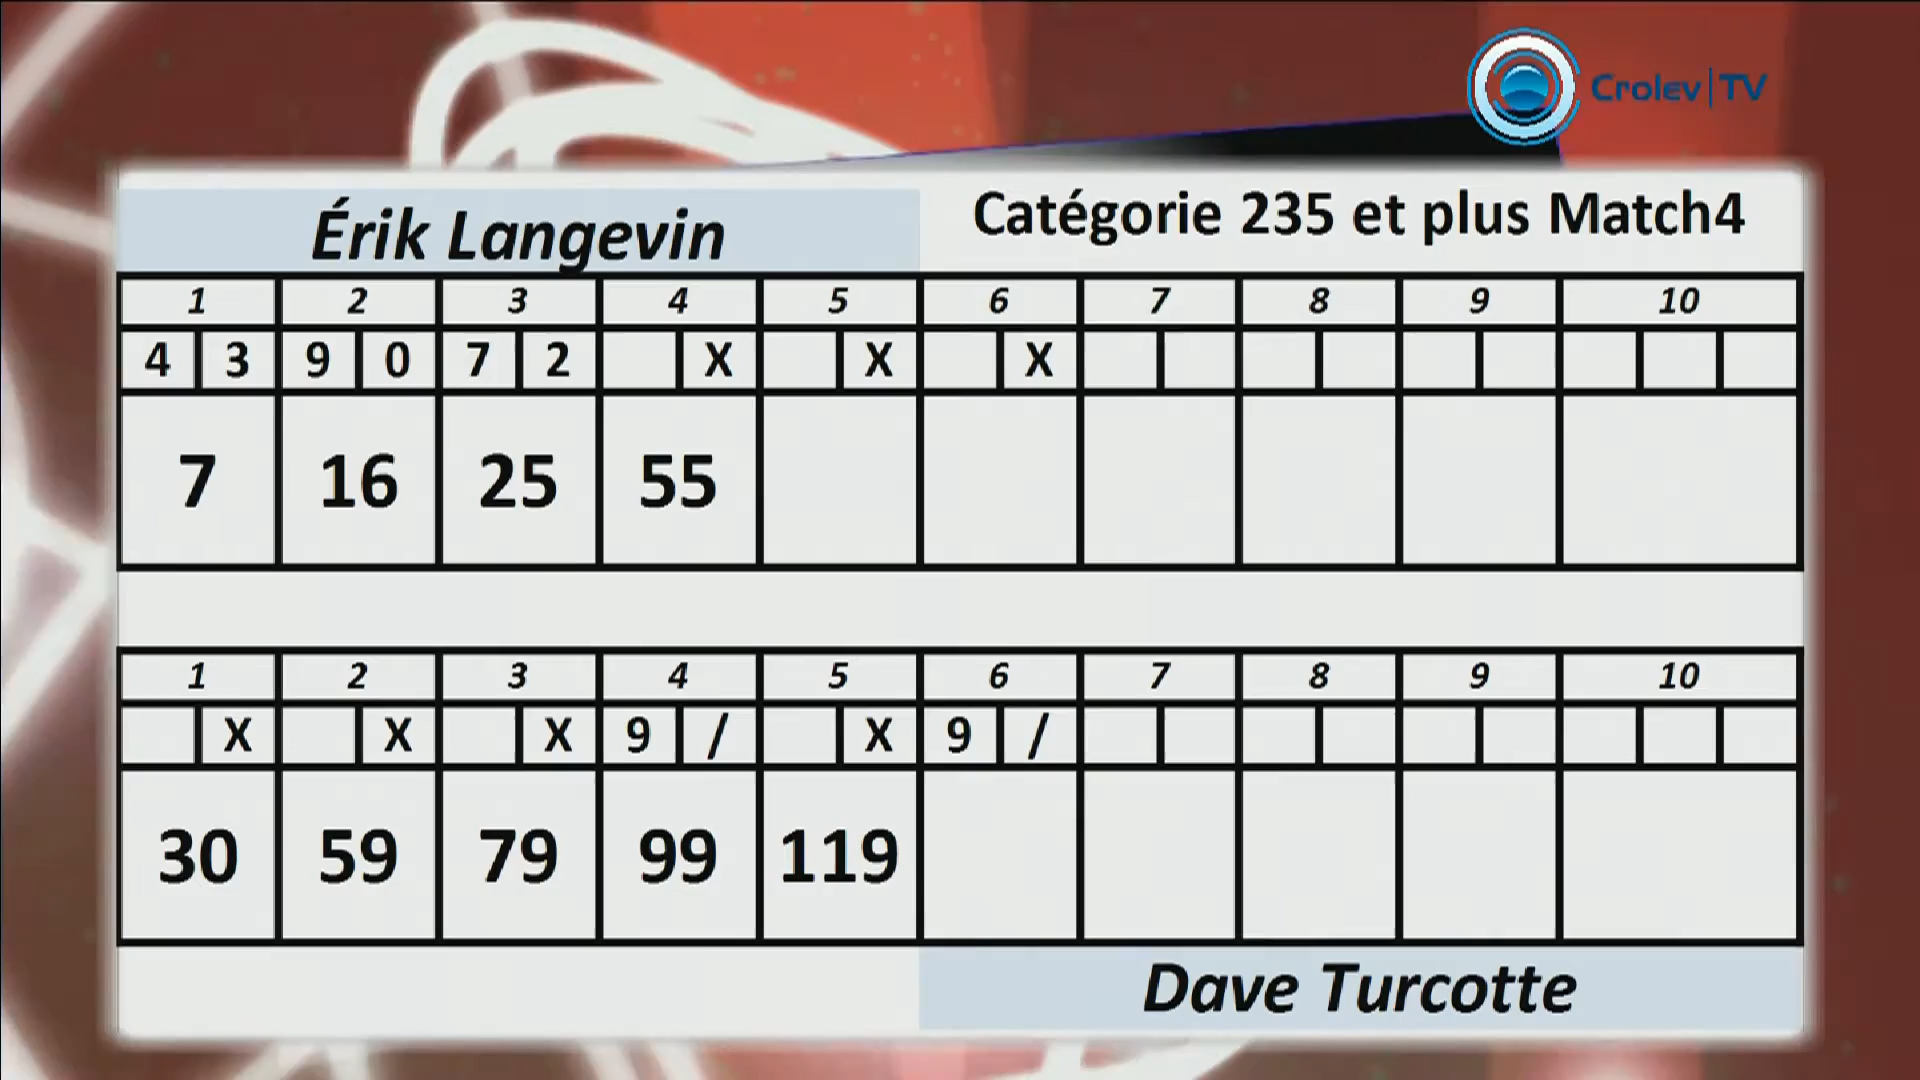 Crolev|TV
Érik Langevin
Catégorie 235 et plus Match4
1 2 3 4 5 6 7 8 9 10
4 3 9 0 7 2 X X X
7 16 25 55
1 2 3 4 5 6 7 8 9 10
X X X 9 / X 9 /
30 59 79 99 119
Dave Turcotte